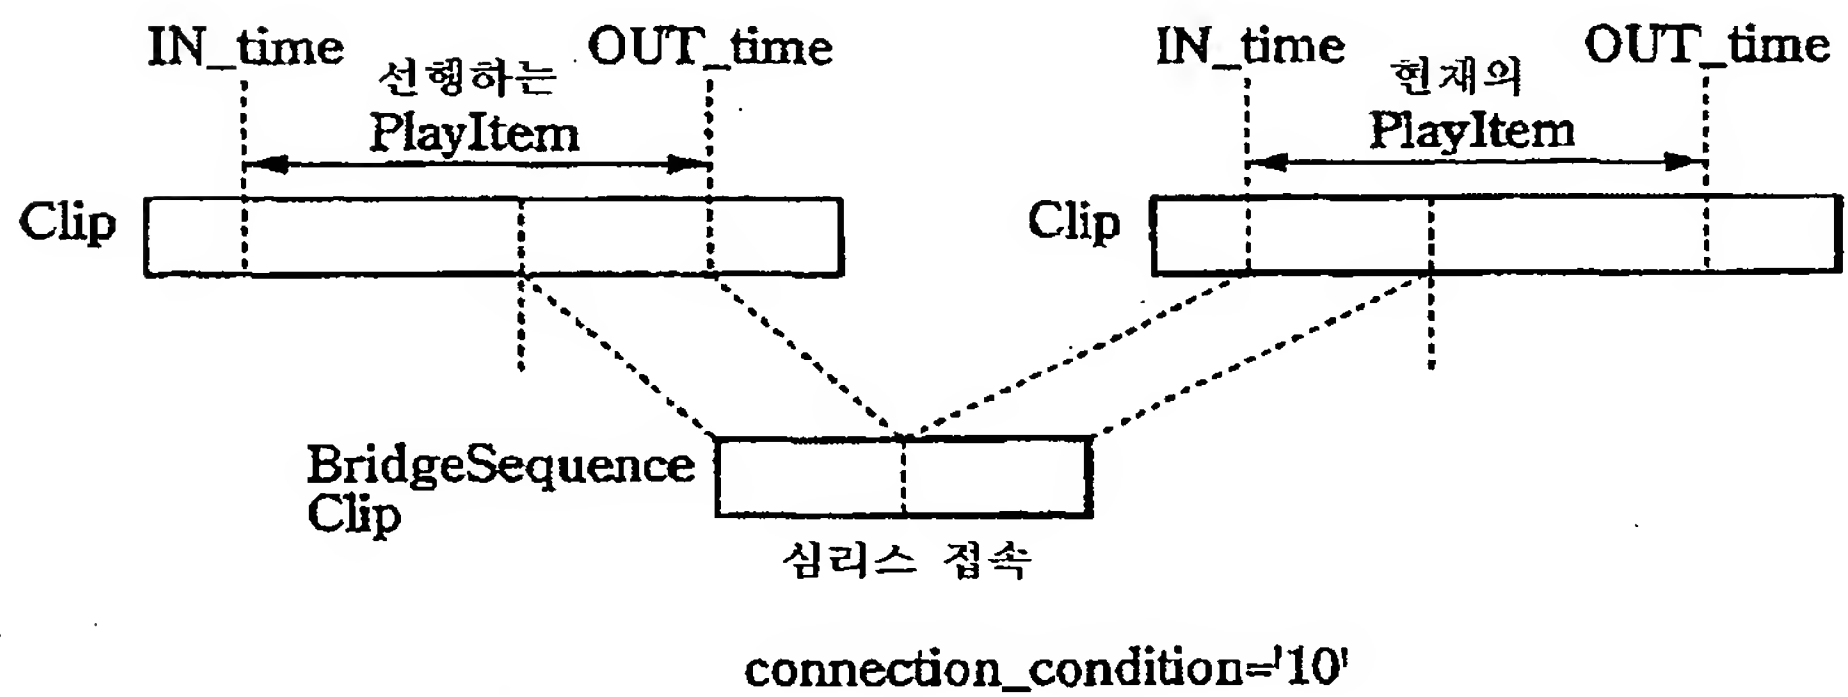 IN_time
선행하는
PlayItem
OUT_time
Clip
IN_time
현재의
PlayItem
OUT_time
Clip
BridgeSequence
Clip
심리스 접속
connection_condition='10'